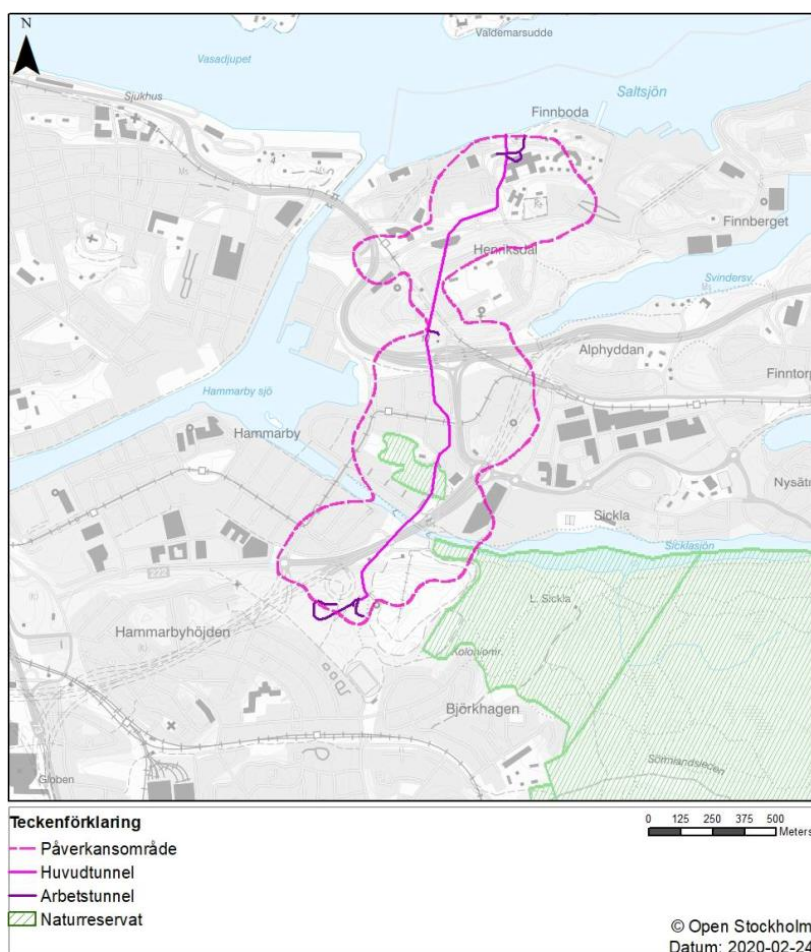 N
Valdemarsudde
Vasadjupet
Saltsjön
Sjukhus
Finnboda
Finnberget
Henriksdal
Svindersv.
Alphyddan
Finntorp
Hammarby sjö
Hammarby
Sickla
Sicklasjön
222
L. Sickla
Hammarbyhöjden
Koloniomr.
Björkhagen
Sörmlandsleden
Globen
Teckenförklaring
Påverkansområde
Huvudtunnel
Arbetstunnel
Naturreservat
0 125 250 375 500
Meters
© Open Stockholm
Datum: 2020-02-24